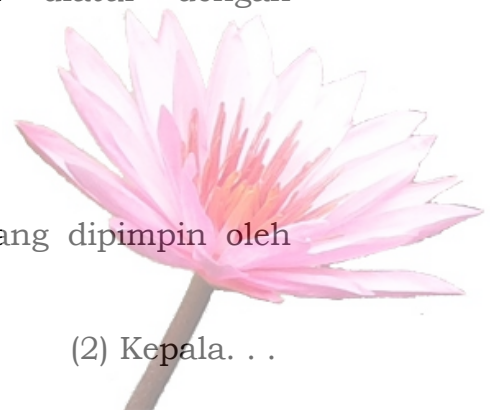 dengan
ang dipimpin oleh
(2) Kepala. . .